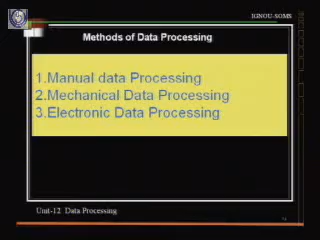 IGNOU-SOMS
Methods of Data Processing
1.Manual data Processing
2.Mechanical Data Processing
3.Electronic Data Processing
Unit-12 Data Processing